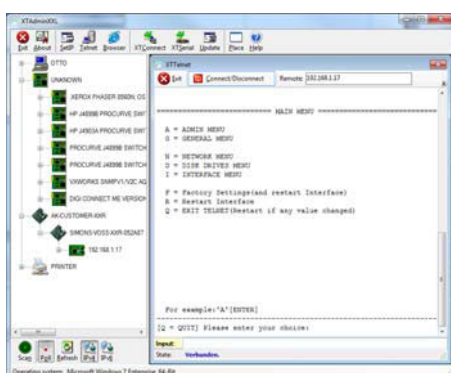 XTAdminXXL
Exit About SetIP Telnet Browser XTConnect XTSerial Update Place Help
OTTO
UNKNOWN
XEROX PHASER 8560N, OS
HP J4899B PROCURVE SWIT
HP J4903A PROCURVE SWIT
PROCURVE J4899B SWITCH
PROCURVE J4899B SWITCH
VXWORKS SNMPV1/V2C AG
DIGI CONNECT ME VERSION
AK-CUSTOMER-AXR
SIMONS-VOSS-AXR-052A87
192.168.1.17
PRINTER
Scan Poll Refresh IPv4 IPv6
Operating system: Microsoft Windows 7 Enterprise 64-Bit
XTTelnet
Exit Connect/Disconnect Remote: 192.168.1.17
MAIN MENU
A = ADMIN MENU
G = GENERAL MENU
N = NETWORK MENU
D = DISK DRIVES MENU
I = INTERFACE MENU
F = Factory Settings(and restart Interface)
R = Restart Interface
Q = EXIT TELNET(Restart if any value changed)
For example:'A'[ENTER]
[Q = QUIT] Please enter your choice:
Input:
State: Verbunden.